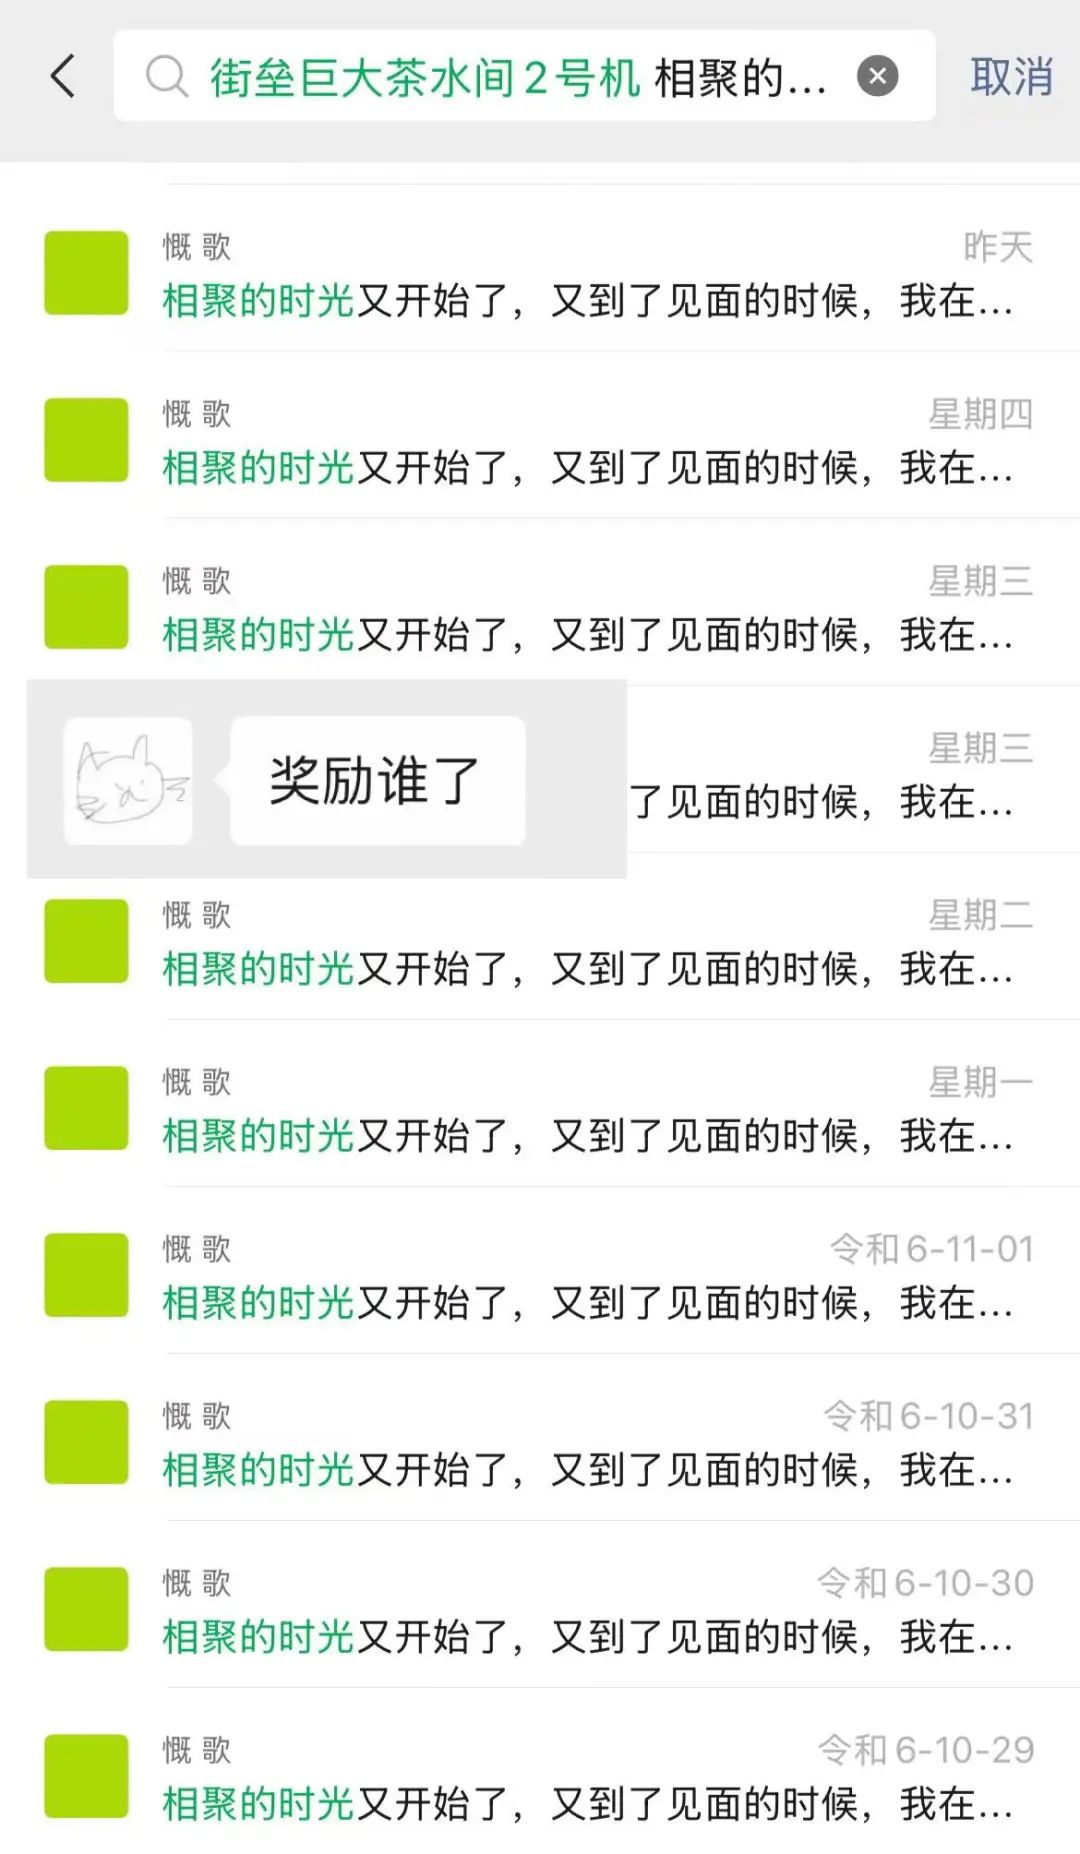 街垒巨大茶水间2号机 相聚的... 取消
慨 歌 昨天
相聚的时光又开始了，又到了见面的时候，我在...
慨 歌 星期四
相聚的时光又开始了，又到了见面的时候，我在...
慨 歌 星期三
相聚的时光又开始了，又到了见面的时候，我在...
星期三
奖励谁了
了见面的时候，我在...
慨 歌 星期二
相聚的时光又开始了，又到了见面的时候，我在...
慨 歌 星期一
相聚的时光又开始了，又到了见面的时候，我在...
慨 歌 令和6-11-01
相聚的时光又开始了，又到了见面的时候，我在...
慨 歌 令和6-10-31
相聚的时光又开始了，又到了见面的时候，我在...
慨 歌 令和6-10-30
相聚的时光又开始了，又到了见面的时候，我在...
慨 歌 令和6-10-29
相聚的时光又开始了，又到了见面的时候，我在...